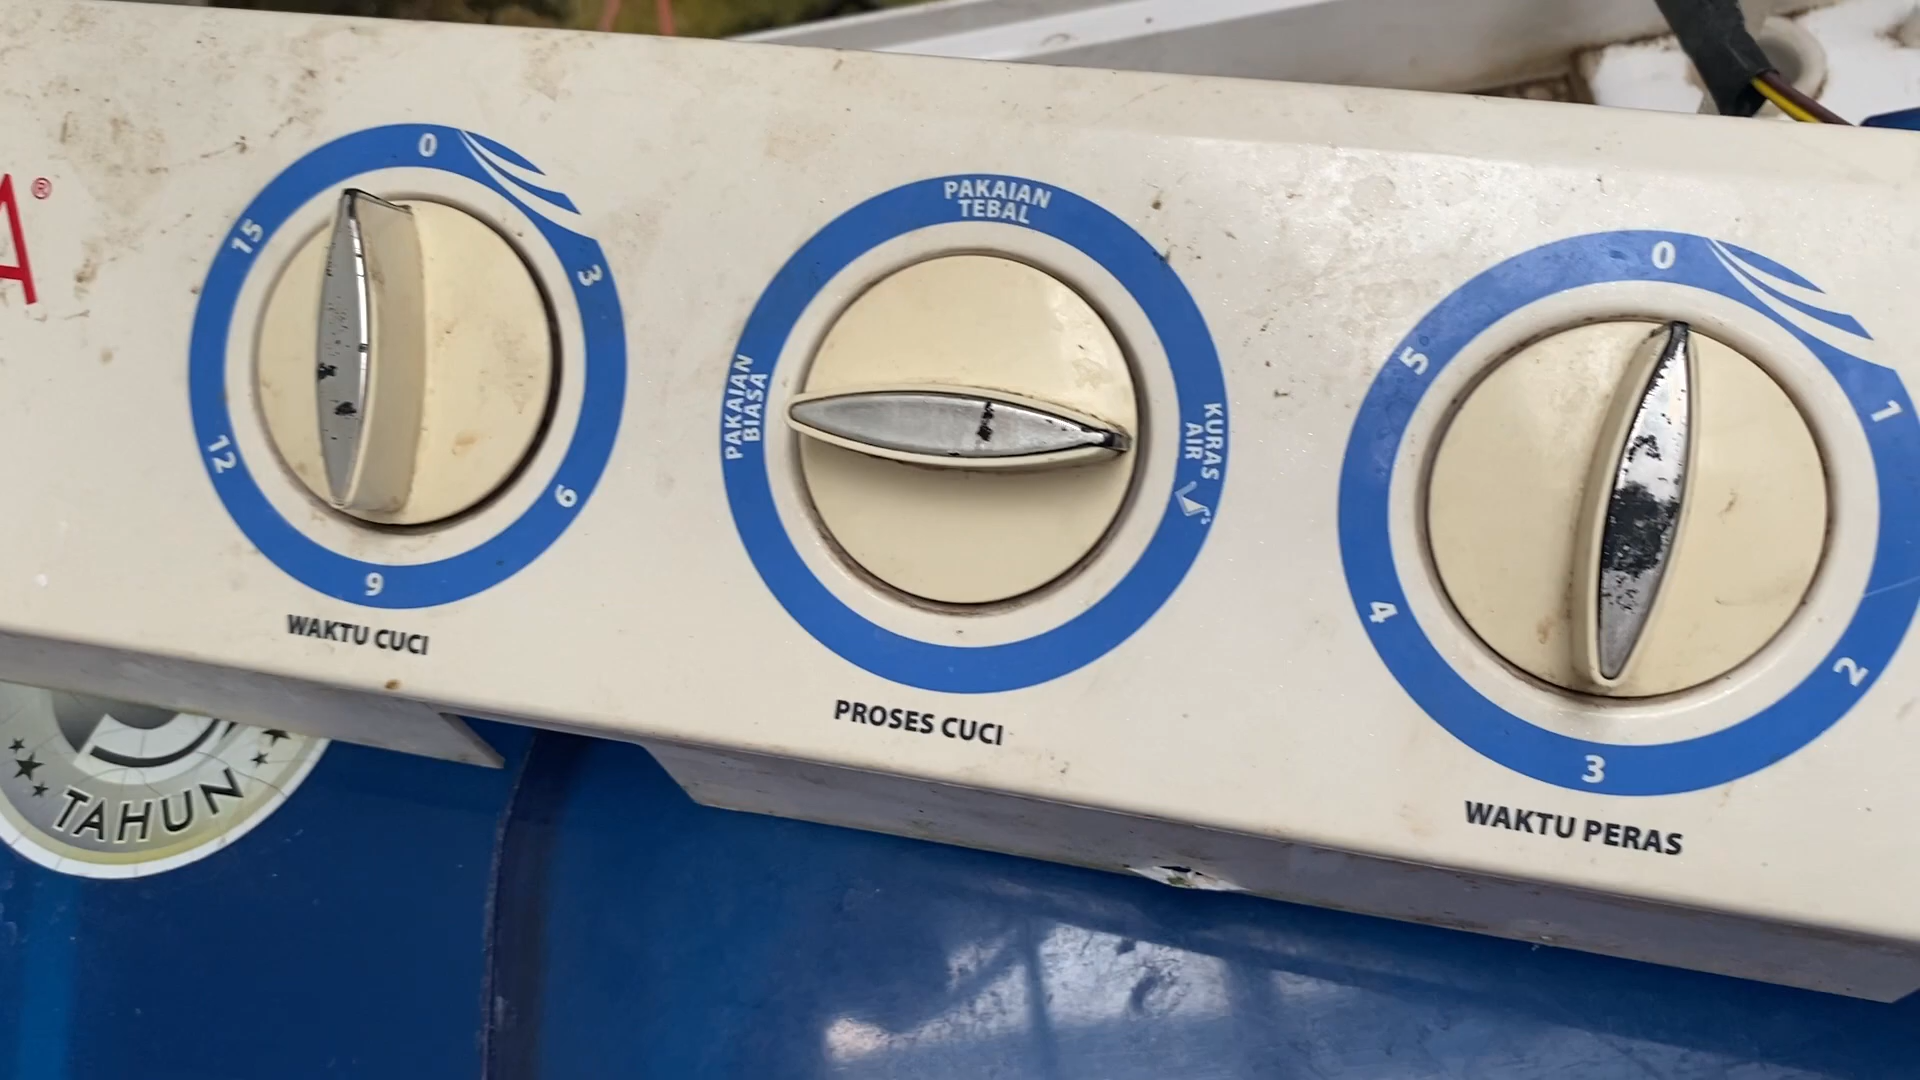 A®
0
3
6
9
12
15
WAKTU CUCI
PAKAIAN
TEBAL
PAKAIAN
BIASA
KURAS
AIR
PROSES CUCI
0
1
2
3
4
5
WAKTU PERAS
TAHUN